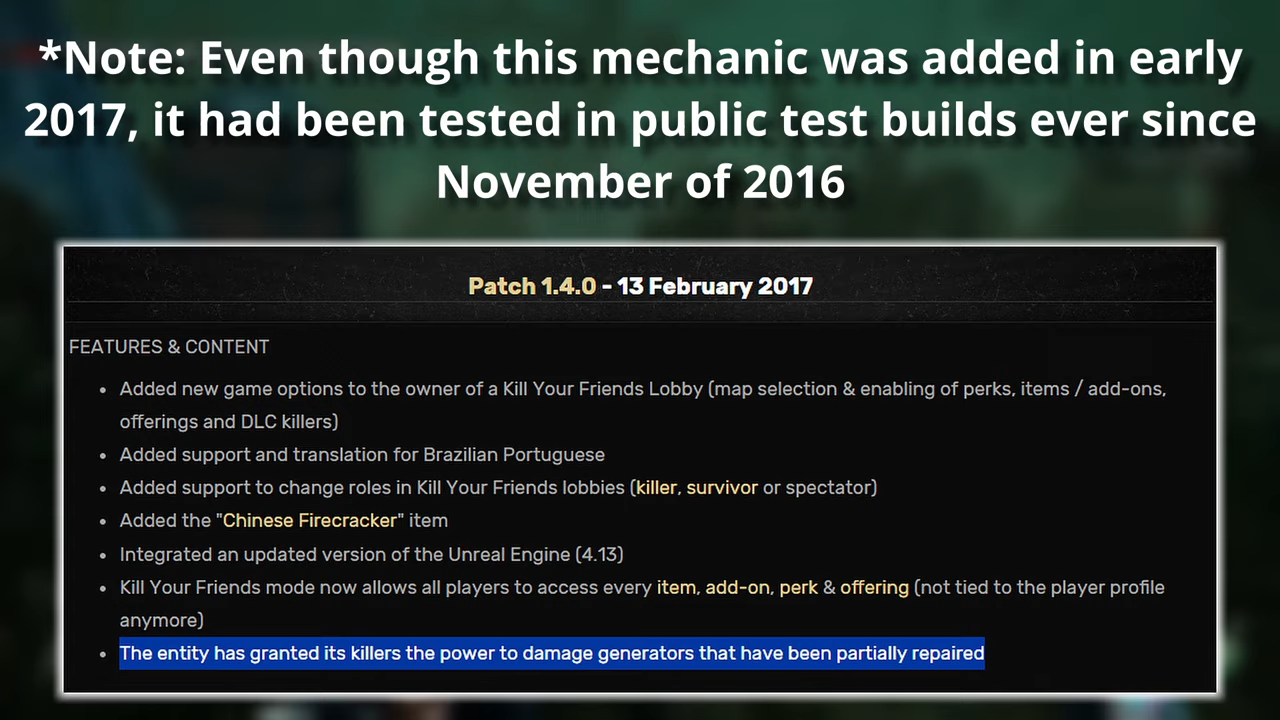 *Note: Even though this mechanic was added in early
2017, it had been tested in public test builds ever since
November of 2016
Patch 1.4.0 - 13 February 2017
FEATURES & CONTENT
• Added new game options to the owner of a Kill Your Friends Lobby (map selection & enabling of perks, items / add-ons,
offerings and DLC killers)
• Added support and translation for Brazilian Portuguese
• Added support to change roles in Kill Your Friends lobbies (killer, survivor or spectator)
• Added the "Chinese Firecracker" item
• Integrated an updated version of the Unreal Engine (4.13)
• Kill Your Friends mode now allows all players to access every item, add-on, perk & offering (not tied to the player profile
anymore)
• The entity has granted its killers the power to damage generators that have been partially repaired